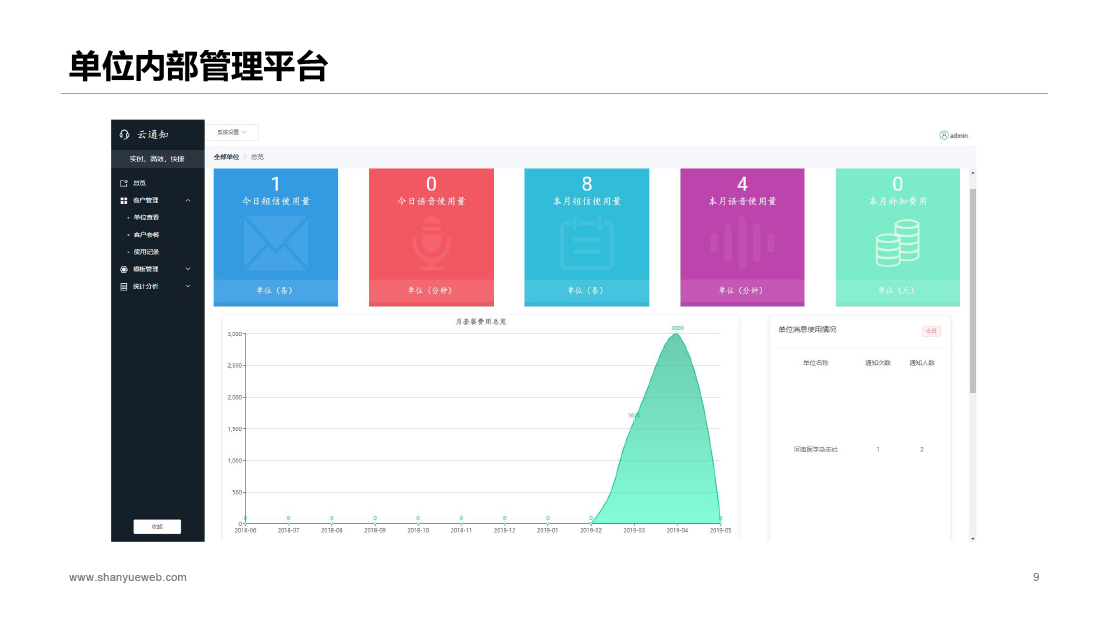 单位内部管理平台
云通知
系统设置
admin
实时，高效，快捷
全部单位 > 总览
总览
客户管理
单位查看
客户套餐
使用记录
模板管理
统计分析
收起
1
今日短信使用量
单位（条）
0
今日语音使用量
单位（分钟）
8
本月短信使用量
单位（条）
4
本月语音使用量
单位（分钟）
0
本月补加费用
单位（元）
月套餐费用总览
3,000
2,500
2,000
1,500
1,000
500
0
0 0 0 0 0 0 0 0 0 3000 0
2018-06 2018-07 2018-08 2018-09 2018-10 2018-11 2018-12 2019-01 2019-02 2019-03 2019-04 2019-05
单位消息使用情况
今日
单位名称 通知次数 通知人数
河南医学杂志社 1 2
www.shanyueweb.com
9